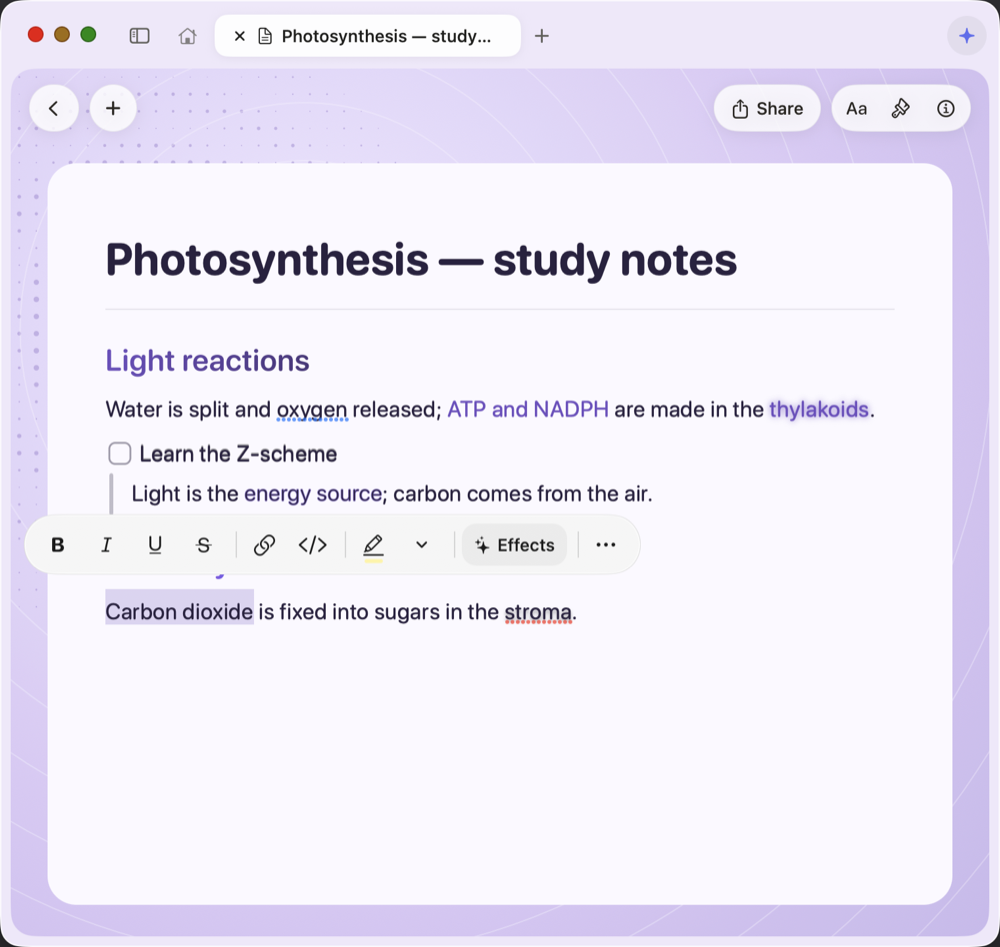 Photosynthesis — study...
Share
Aa
Photosynthesis — study notes
Light reactions
Water is split and oxygen released; ATP and NADPH are made in the thylakoids.
Learn the Z-scheme
Light is the energy source; carbon comes from the air.
B I U S </> Effects
Carbon dioxide is fixed into sugars in the stroma.